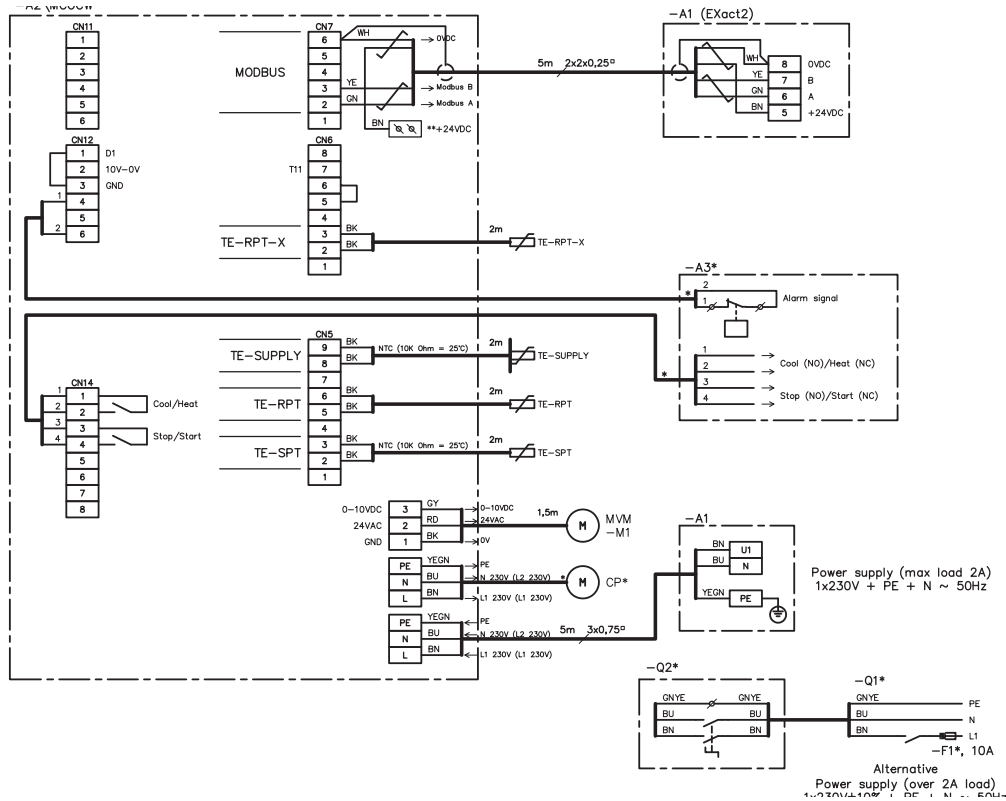 CN11
1
2
3
4
5
6
MODBUS
CN7
6
5
4
3
2
1
WH
YE
GN
BN
0VDC
Modbus B
Modbus A
**+24VDC
5m 2x2x0,25¤
-A1 (EXact2)
WH
YE
GN
BN
8 0VDC
7 B
6 A
5 +24VDC
CN12
1 D1
2 10V-0V
3 GND
4
5
6
1
2
CN6
8
T11 7
6
5
4
3
2
1
TE-RPT-X
BK
BK
2m
TE-RPT-X
-A3*
*
2
1
Alarm signal
*
1
2
3
4
Cool (NO)/Heat (NC)
Stop (NO)/Start (NC)
CN5
9
8
7
6
5
4
3
2
1
TE-SUPPLY
BK
BK
NTC (10K Ohm = 25°C)
2m
TE-SUPPLY
TE-RPT
BK
BK
2m
TE-RPT
TE-SPT
BK
BK
NTC (10K Ohm = 25°C)
2m
TE-SPT
CN14
1
2
3
4
1
2
3
4
5
6
7
8
Cool/Heat
Stop/Start
0-10VDC 3 GY 0-10VDC
24VAC 2 RD 24VAC
GND 1 BK 0V
1,5m
M
MVM
-M1
PE YEGN PE
N BU N 230V (L2 230V)
L BN L1 230V (L1 230V)
*
M
CP*
PE YEGN PE
N BU N 230V (L2 230V)
L BN L1 230V (L1 230V)
5m 3x0,75¤
-A1
BN U1
BU N
YEGN PE
Power supply (max load 2A)
1x230V + PE + N ~ 50Hz
-Q2*
GNYE GNYE
BU BU
BN BN
-Q1*
GNYE PE
BU N
BN L1
-F1*, 10A
Alternative
Power supply (over 2A load)
1x230V+10% + PE + N ~ 50Hz